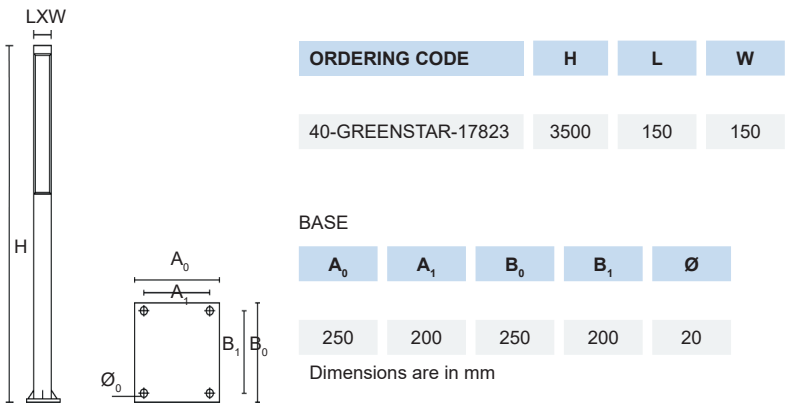 LXW
ORDERING CODE H L W
40-GREENSTAR-17823 3500 150 150
H
BASE
A₀ A₁ B₀ B₁ Ø
250 200 250 200 20
Dimensions are in mm
A₀
A₁
B₁ B₀
Ø₀